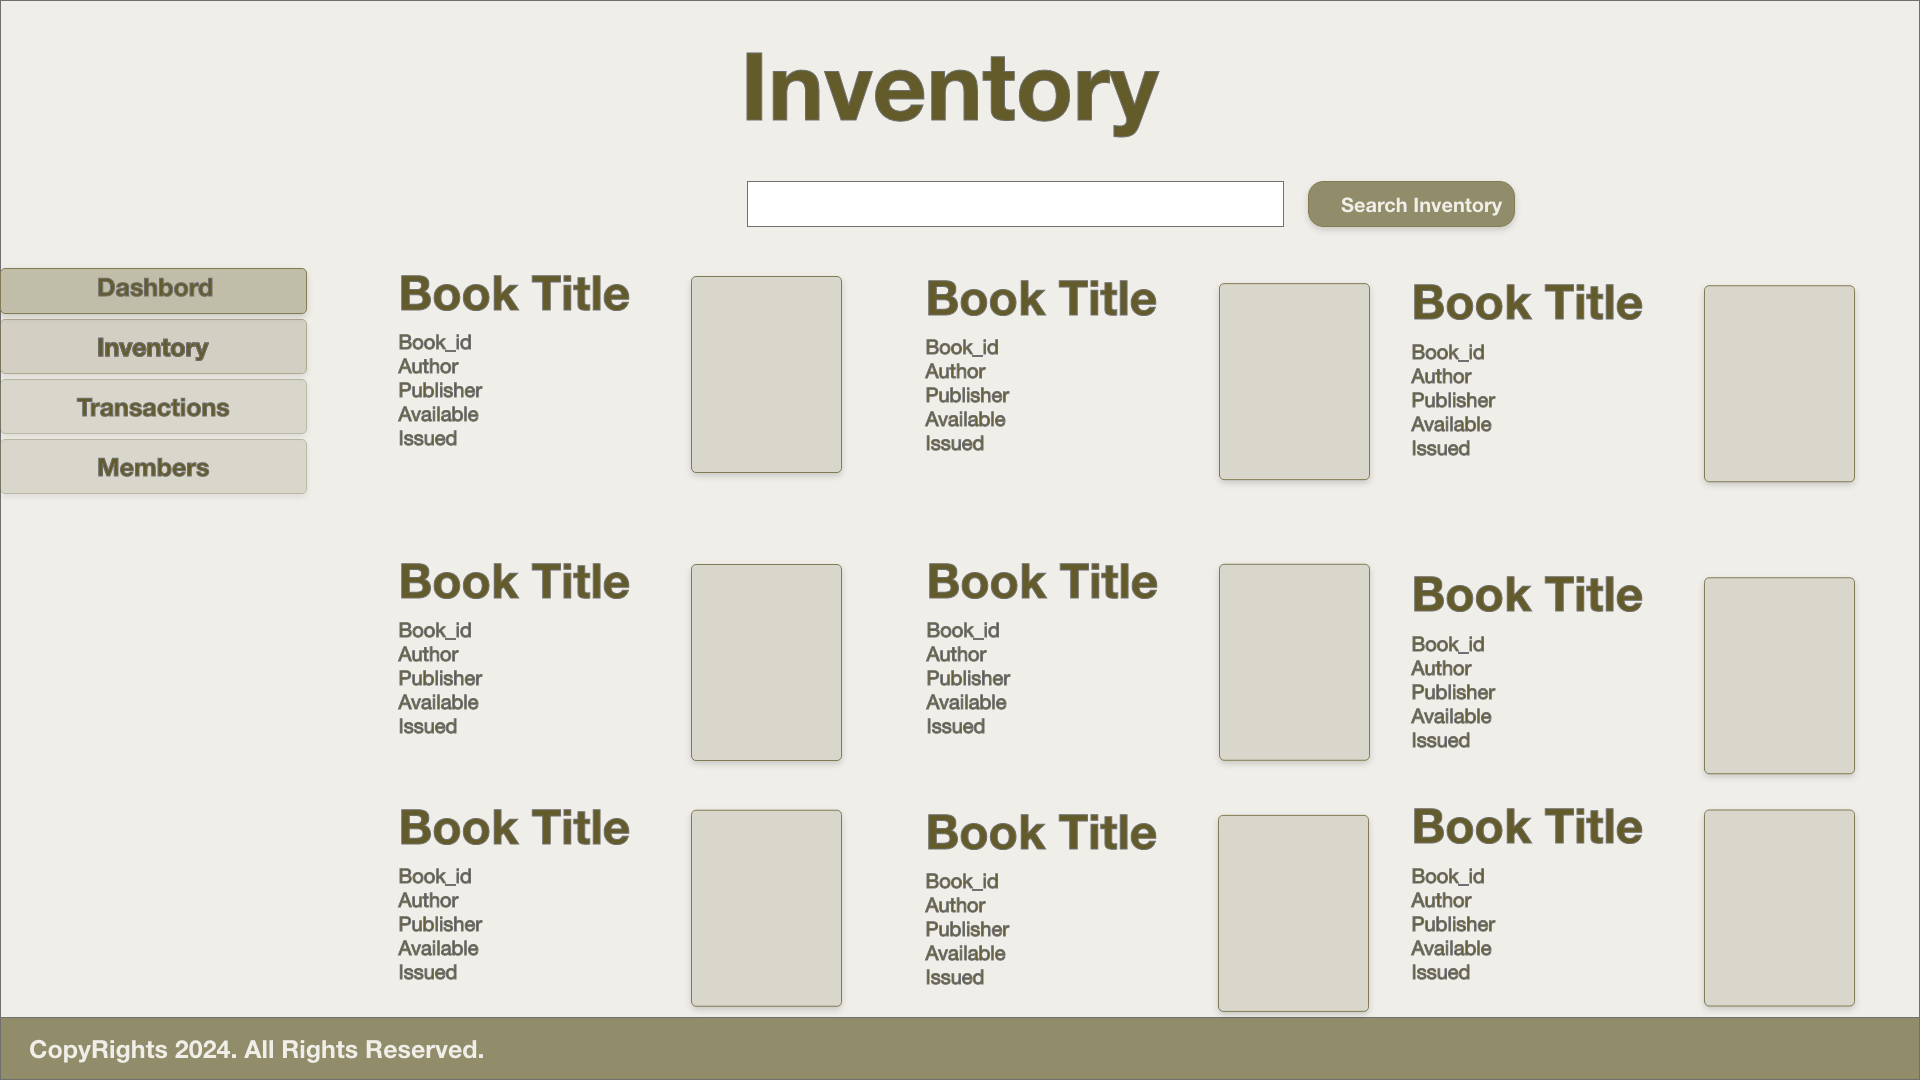 Inventory
Search Inventory
Dashbord
Inventory
Transactions
Members
Book Title
Book_id
Author
Publisher
Available
Issued
Book Title
Book_id
Author
Publisher
Available
Issued
Book Title
Book_id
Author
Publisher
Available
Issued
Book Title
Book_id
Author
Publisher
Available
Issued
Book Title
Book_id
Author
Publisher
Available
Issued
Book Title
Book_id
Author
Publisher
Available
Issued
Book Title
Book_id
Author
Publisher
Available
Issued
Book Title
Book_id
Author
Publisher
Available
Issued
Book Title
Book_id
Author
Publisher
Available
Issued
CopyRights 2024. All Rights Reserved.